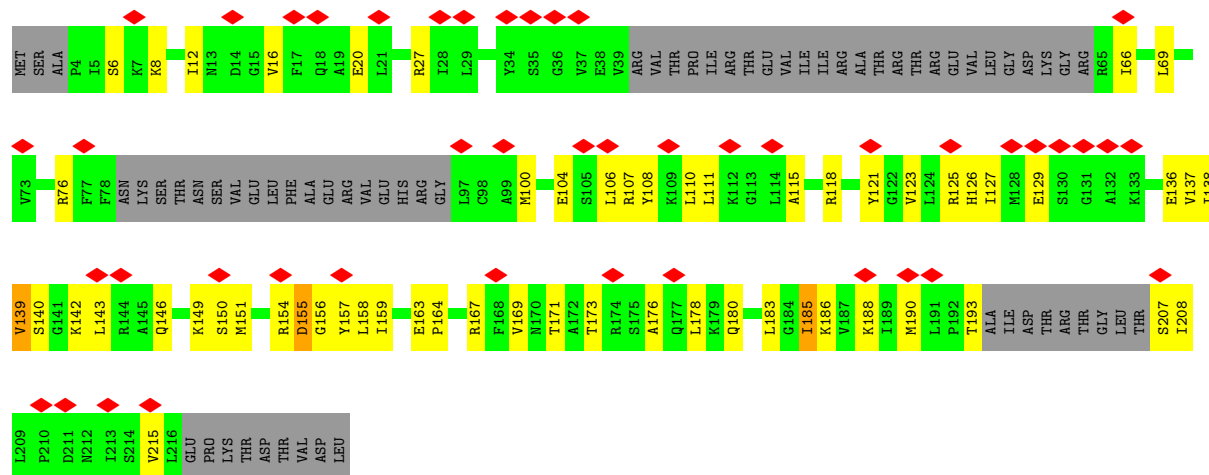 MET SER ALA P4 I5 S6 K7 K8 I12 N13 D14 G15 V16 F17 Q18 A19 E20 L21 R27 I28 L29 Y34 S35 G36 V37 E38 V39 ARG VAL THR PRO ILE ARG THR GLU VAL ILE ILE ARG ALA THR ARG THR ARG GLU VAL LEU GLY ASP LYS GLY ARG R65 I66 L69
V73 R76 F77 F78 ASN LYS SER THR ASN SER VAL GLU LEU PHE ALA GLU ARG VAL GLU HIS ARG GLY L97 C98 A99 M100 E104 S105 L106 R107 Y108 K109 L110 L111 K112 G113 L114 A115 R118 Y121 G122 V123 L124 R125 H126 I127 M128 E129 S130 G131 A132 K133 E136 V137 I138
V139 S140 G141 K142 L143 R144 A145 Q146 K149 S150 M151 R154 D155 G156 Y157 L158 I159 E163 P164 R167 F168 V169 N170 T171 A172 T173 R174 S175 A176 Q177 L178 K179 Q180 L183 G184 I185 K186 V187 K188 I189 M190 L191 P192 T193 ALA ILE ASP THR ARG THR GLY LEU THR S207 I208
L209 P210 D211 N212 I213 S214 V215 L216 GLU PRO LYS THR ASP THR VAL ASP LEU